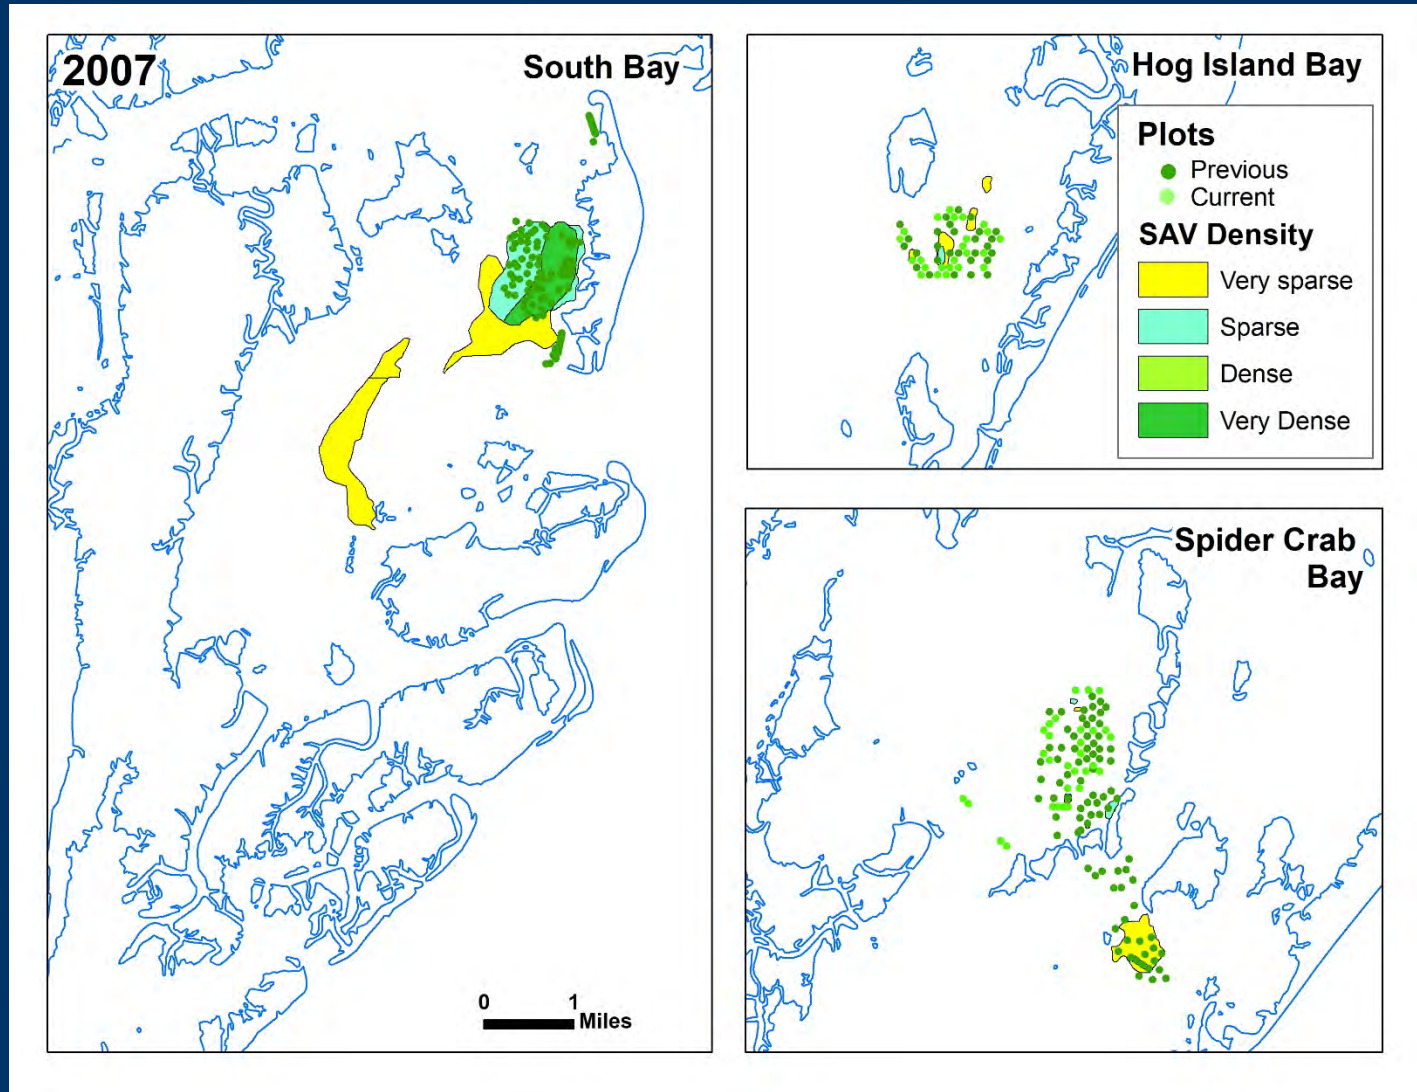 2007
South Bay
0 1
Miles
Hog Island Bay
Plots
Previous
Current
SAV Density
Very sparse
Sparse
Dense
Very Dense
Spider Crab
Bay